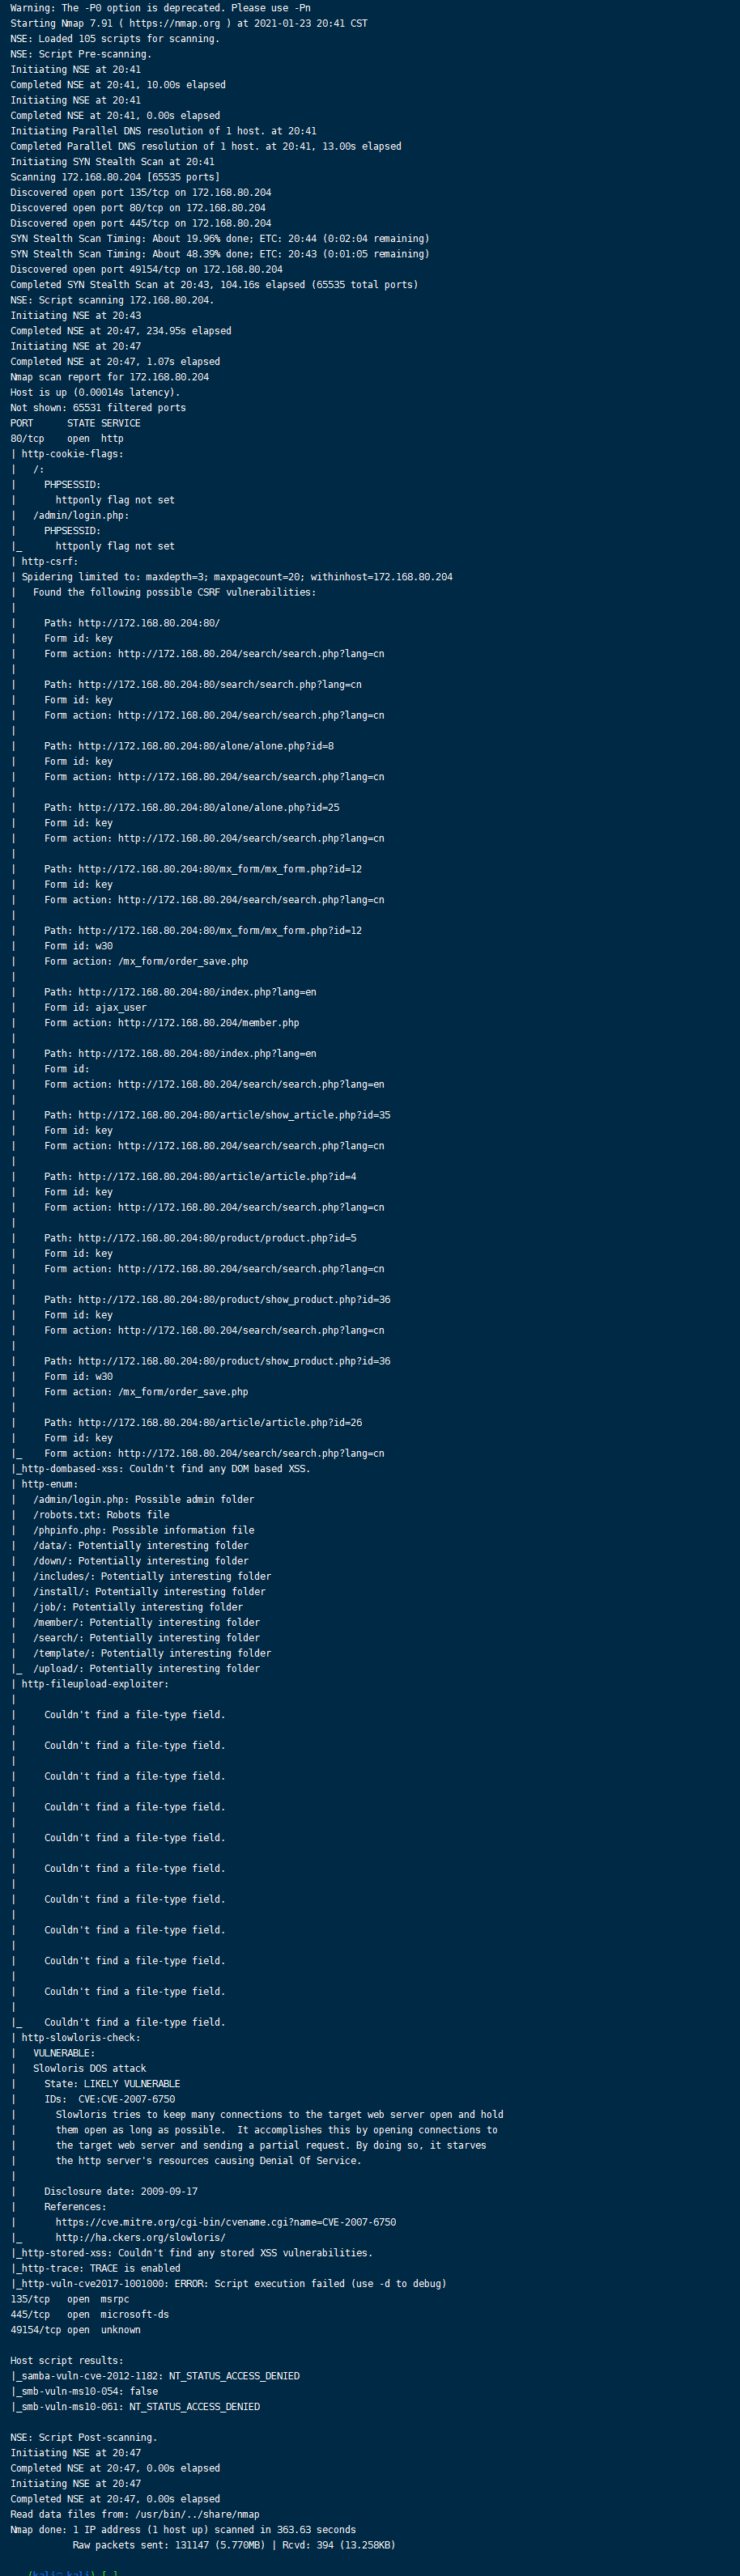 Warning: The -P0 option is deprecated. Please use -Pn
Starting Nmap 7.91 ( https://nmap.org ) at 2021-01-23 20:41 CST
NSE: Loaded 105 scripts for scanning.
NSE: Script Pre-scanning.
Initiating NSE at 20:41
Completed NSE at 20:41, 10.00s elapsed
Initiating NSE at 20:41
Completed NSE at 20:41, 0.00s elapsed
Initiating Parallel DNS resolution of 1 host. at 20:41
Completed Parallel DNS resolution of 1 host. at 20:41, 13.00s elapsed
Initiating SYN Stealth Scan at 20:41
Scanning 172.168.80.204 [65535 ports]
Discovered open port 135/tcp on 172.168.80.204
Discovered open port 80/tcp on 172.168.80.204
Discovered open port 445/tcp on 172.168.80.204
SYN Stealth Scan Timing: About 19.96% done; ETC: 20:44 (0:02:04 remaining)
SYN Stealth Scan Timing: About 48.39% done; ETC: 20:43 (0:01:05 remaining)
Discovered open port 49154/tcp on 172.168.80.204
Completed SYN Stealth Scan at 20:43, 104.16s elapsed (65535 total ports)
NSE: Script scanning 172.168.80.204.
Initiating NSE at 20:43
Completed NSE at 20:47, 234.95s elapsed
Initiating NSE at 20:47
Completed NSE at 20:47, 1.07s elapsed
Nmap scan report for 172.168.80.204
Host is up (0.00014s latency).
Not shown: 65531 filtered ports
PORT      STATE SERVICE
80/tcp    open  http
| http-cookie-flags:
|   /:
|     PHPSESSID:
|       httponly flag not set
|   /admin/login.php:
|     PHPSESSID:
|_      httponly flag not set
| http-csrf:
| Spidering limited to: maxdepth=3; maxpagecount=20; withinhost=172.168.80.204
|   Found the following possible CSRF vulnerabilities:
|
|     Path: http://172.168.80.204:80/
|     Form id: key
|     Form action: http://172.168.80.204/search/search.php?lang=cn
|
|     Path: http://172.168.80.204:80/search/search.php?lang=cn
|     Form id: key
|     Form action: http://172.168.80.204/search/search.php?lang=cn
|
|     Path: http://172.168.80.204:80/alone/alone.php?id=8
|     Form id: key
|     Form action: http://172.168.80.204/search/search.php?lang=cn
|
|     Path: http://172.168.80.204:80/alone/alone.php?id=25
|     Form id: key
|     Form action: http://172.168.80.204/search/search.php?lang=cn
|
|     Path: http://172.168.80.204:80/mx_form/mx_form.php?id=12
|     Form id: key
|     Form action: http://172.168.80.204/search/search.php?lang=cn
|
|     Path: http://172.168.80.204:80/mx_form/mx_form.php?id=12
|     Form id: w30
|     Form action: /mx_form/order_save.php
|
|     Path: http://172.168.80.204:80/index.php?lang=en
|     Form id: ajax_user
|     Form action: http://172.168.80.204/member.php
|
|     Path: http://172.168.80.204:80/index.php?lang=en
|     Form id:
|     Form action: http://172.168.80.204/search/search.php?lang=en
|
|     Path: http://172.168.80.204:80/article/show_article.php?id=35
|     Form id: key
|     Form action: http://172.168.80.204/search/search.php?lang=cn
|
|     Path: http://172.168.80.204:80/article/article.php?id=4
|     Form id: key
|     Form action: http://172.168.80.204/search/search.php?lang=cn
|
|     Path: http://172.168.80.204:80/product/product.php?id=5
|     Form id: key
|     Form action: http://172.168.80.204/search/search.php?lang=cn
|
|     Path: http://172.168.80.204:80/product/show_product.php?id=36
|     Form id: key
|     Form action: http://172.168.80.204/search/search.php?lang=cn
|
|     Path: http://172.168.80.204:80/product/show_product.php?id=36
|     Form id: w30
|     Form action: /mx_form/order_save.php
|
|     Path: http://172.168.80.204:80/article/article.php?id=26
|     Form id: key
|_    Form action: http://172.168.80.204/search/search.php?lang=cn
|_http-dombased-xss: Couldn't find any DOM based XSS.
| http-enum:
|   /admin/login.php: Possible admin folder
|   /robots.txt: Robots file
|   /phpinfo.php: Possible information file
|   /data/: Potentially interesting folder
|   /down/: Potentially interesting folder
|   /includes/: Potentially interesting folder
|   /install/: Potentially interesting folder
|   /job/: Potentially interesting folder
|   /member/: Potentially interesting folder
|   /search/: Potentially interesting folder
|   /template/: Potentially interesting folder
|_  /upload/: Potentially interesting folder
| http-fileupload-exploiter:
|
|     Couldn't find a file-type field.
|
|     Couldn't find a file-type field.
|
|     Couldn't find a file-type field.
|
|     Couldn't find a file-type field.
|
|     Couldn't find a file-type field.
|
|     Couldn't find a file-type field.
|
|     Couldn't find a file-type field.
|
|     Couldn't find a file-type field.
|
|     Couldn't find a file-type field.
|
|     Couldn't find a file-type field.
|
|_    Couldn't find a file-type field.
| http-slowloris-check:
|   VULNERABLE:
|   Slowloris DOS attack
|     State: LIKELY VULNERABLE
|     IDs:  CVE:CVE-2007-6750
|       Slowloris tries to keep many connections to the target web server open and hold
|       them open as long as possible.  It accomplishes this by opening connections to
|       the target web server and sending a partial request. By doing so, it starves
|       the http server's resources causing Denial Of Service.
|
|     Disclosure date: 2009-09-17
|     References:
|       https://cve.mitre.org/cgi-bin/cvename.cgi?name=CVE-2007-6750
|_      http://ha.ckers.org/slowloris/
|_http-stored-xss: Couldn't find any stored XSS vulnerabilities.
|_http-trace: TRACE is enabled
|_http-vuln-cve2017-1001000: ERROR: Script execution failed (use -d to debug)
135/tcp   open  msrpc
445/tcp   open  microsoft-ds
49154/tcp open  unknown

Host script results:
|_samba-vuln-cve-2012-1182: NT_STATUS_ACCESS_DENIED
|_smb-vuln-ms10-054: false
|_smb-vuln-ms10-061: NT_STATUS_ACCESS_DENIED

NSE: Script Post-scanning.
Initiating NSE at 20:47
Completed NSE at 20:47, 0.00s elapsed
Initiating NSE at 20:47
Completed NSE at 20:47, 0.00s elapsed
Read data files from: /usr/bin/../share/nmap
Nmap done: 1 IP address (1 host up) scanned in 363.63 seconds
           Raw packets sent: 131147 (5.770MB) | Rcvd: 394 (13.258KB)